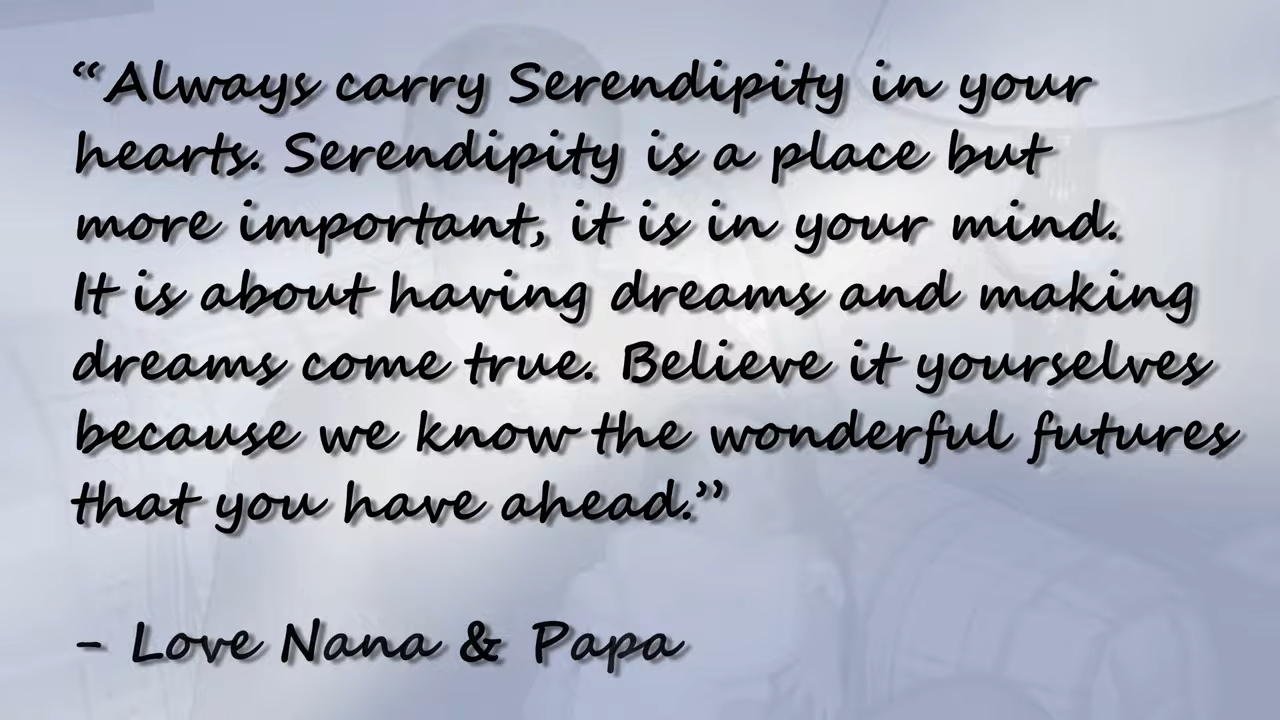 “Always carry Serendipity in your
hearts. Serendipity is a place but
more important, it is in your mind.
It is about having dreams and making
dreams come true. Believe it yourselves
because we know the wonderful futures
that you have ahead.”
- Love Nana & Papa